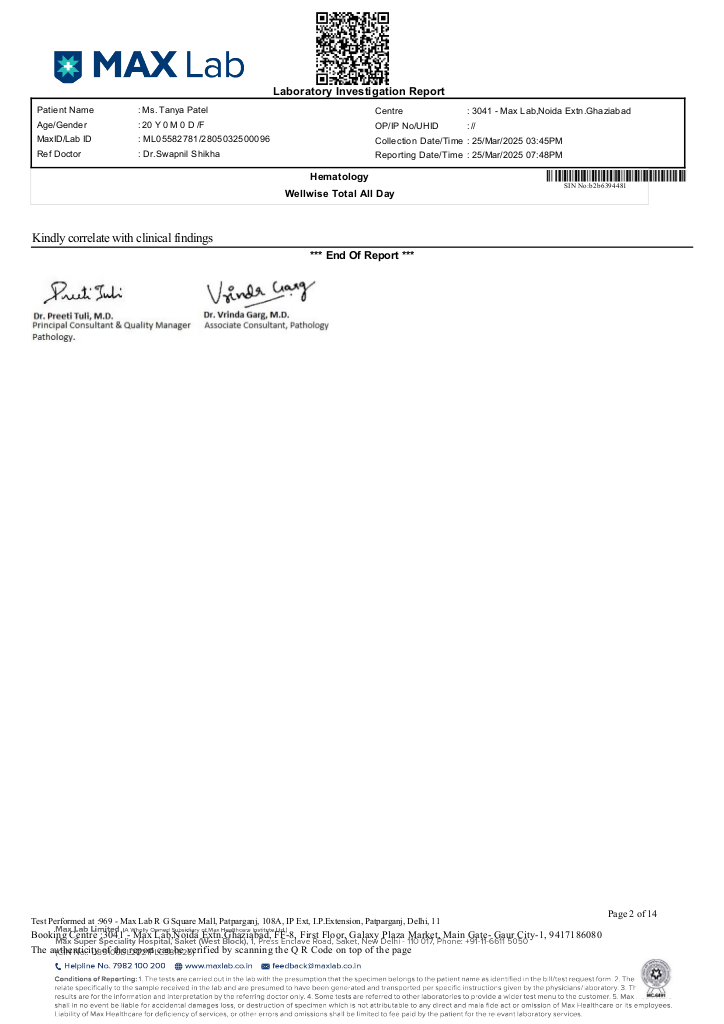 MAX Lab
Laboratory Investigation Report
Patient Name : Ms. Tanya Patel
Centre : 3041 - Max Lab,Noida Extn.Ghaziabad
Age/Gender : 20 Y 0 M 0 D /F
OP/IP No/UHID : //
MaxID/Lab ID : ML05582781/2805032500096
Collection Date/Time : 25/Mar/2025 03:45PM
Ref Doctor : Dr.Swapnil Shikha
Reporting Date/Time : 25/Mar/2025 07:48PM
Hematology
SIN No:b2b6394481
Wellwise Total All Day
Kindly correlate with clinical findings
*** End Of Report ***
Preeti Tuli
Vrinda Garg
Dr. Preeti Tuli, M.D.
Principal Consultant & Quality Manager
Pathology.
Dr. Vrinda Garg, M.D.
Associate Consultant, Pathology
Page 2 of 14
Test Performed at :969 - Max Lab R G Square Mall, Patparganj, 108A, IP Ext, I.P.Extension, Patparganj, Delhi, 11
Max Lab Limited (A Wholly Owned Subsidiary of Max Healthcare Institute Ltd.)
Booking Centre :3041 - Max Lab,Noida Extn.Ghaziabad, FF-8, First Floor, Galaxy Plaza Market, Main Gate- Gaur City-1, 9417186080
Max Super Speciality Hospital, Saket (West Block), 1, Press Enclave Road, Saket, New Delhi - 110 017, Phone: +91-11-6611 5050
The authenticity of the report can be verified by scanning the Q R Code on top of the page
Helpline No. 7982 100 200 www.maxlab.co.in feedback@maxlab.co.in
Conditions of Reporting: 1. The tests are carried out in the lab with the presumption that the specimen belongs to the patient name as identified in the bill/test request form. 2. The
relate specifically to the sample received in the lab and are presumed to have been generated and transported per specific instructions given by the physicians/ aboratory. 3. Th
results are for the information and interpretation by the referring doctor only. 4. Some tests are referred to other laboratories to provide a wider test menu to the customer. 5. Max
shall in no event be liable for accidental damages loss, or destruction of specimen which is not attributable to any direct and mala fide act or omission of Max Healthcare or its employees.
Liability of Max Healthcare for deficiency of services, or other errors and omissions shall be limited to fee paid by the patient for the re evant laboratory services.
MC-6491